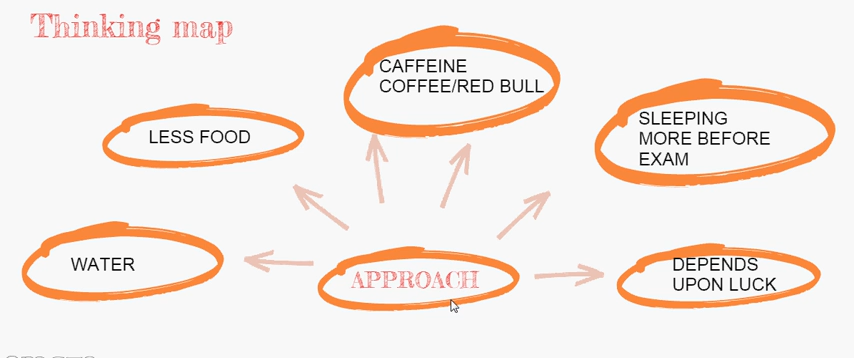 Thinking map
CAFFEINE
COFFEE/RED BULL
SLEEPING
MORE BEFORE
EXAM
LESS FOOD
WATER
APPROACH
DEPENDS
UPON LUCK